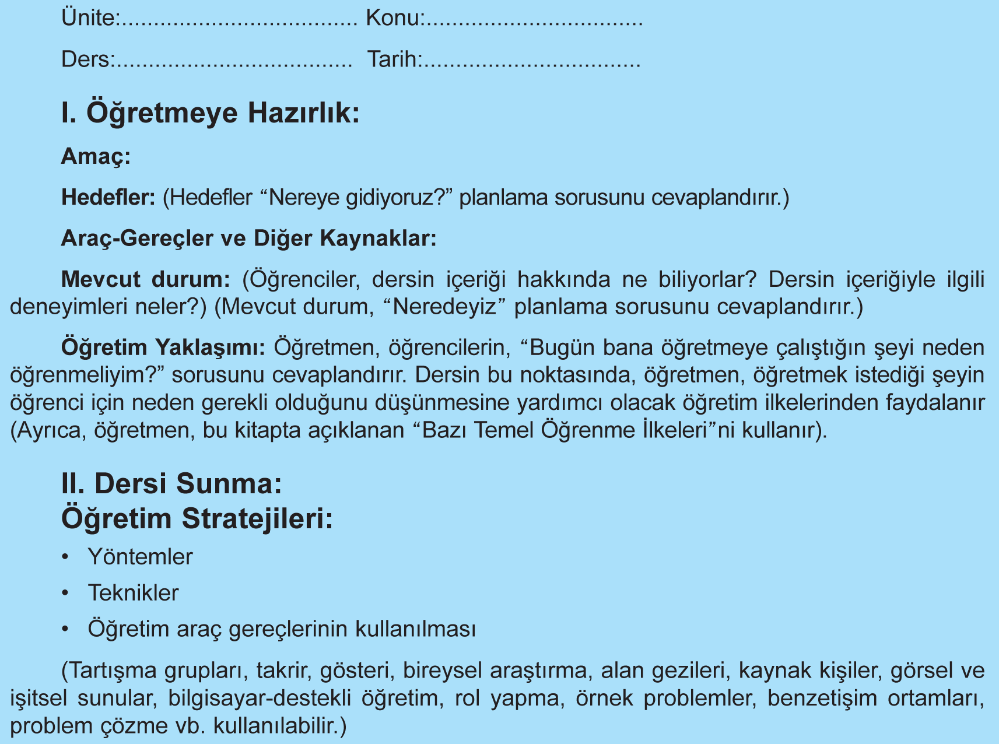 Ünite:..................................... Konu:..................................
Ders:..................................... Tarih:..................................
I. Öğretmeye Hazırlık:
Amaç:
Hedefler: (Hedefler “Nereye gidiyoruz?” planlama sorusunu cevaplandırır.)
Araç-Gereçler ve Diğer Kaynaklar:
Mevcut durum: (Öğrenciler, dersin içeriği hakkında ne biliyorlar? Dersin içeriğiyle ilgili
deneyimleri neler?) (Mevcut durum, “Neredeyiz” planlama sorusunu cevaplandırır.)
Öğretim Yaklaşımı: Öğretmen, öğrencilerin, “Bugün bana öğretmeye çalıştığın şeyi neden
öğrenmeliyim?” sorusunu cevaplandırır. Dersin bu noktasında, öğretmen, öğretmek istediği şeyin
öğrenci için neden gerekli olduğunu düşünmesine yardımcı olacak öğretim ilkelerinden faydalanır
(Ayrıca, öğretmen, bu kitapta açıklanan “Bazı Temel Öğrenme İlkeleri”ni kullanır).
II. Dersi Sunma:
Öğretim Stratejileri:
• Yöntemler
• Teknikler
• Öğretim araç gereçlerinin kullanılması
(Tartışma grupları, takrir, gösteri, bireysel araştırma, alan gezileri, kaynak kişiler, görsel ve
işitsel sunular, bilgisayar-destekli öğretim, rol yapma, örnek problemler, benzetişim ortamları,
problem çözme vb. kullanılabilir.)